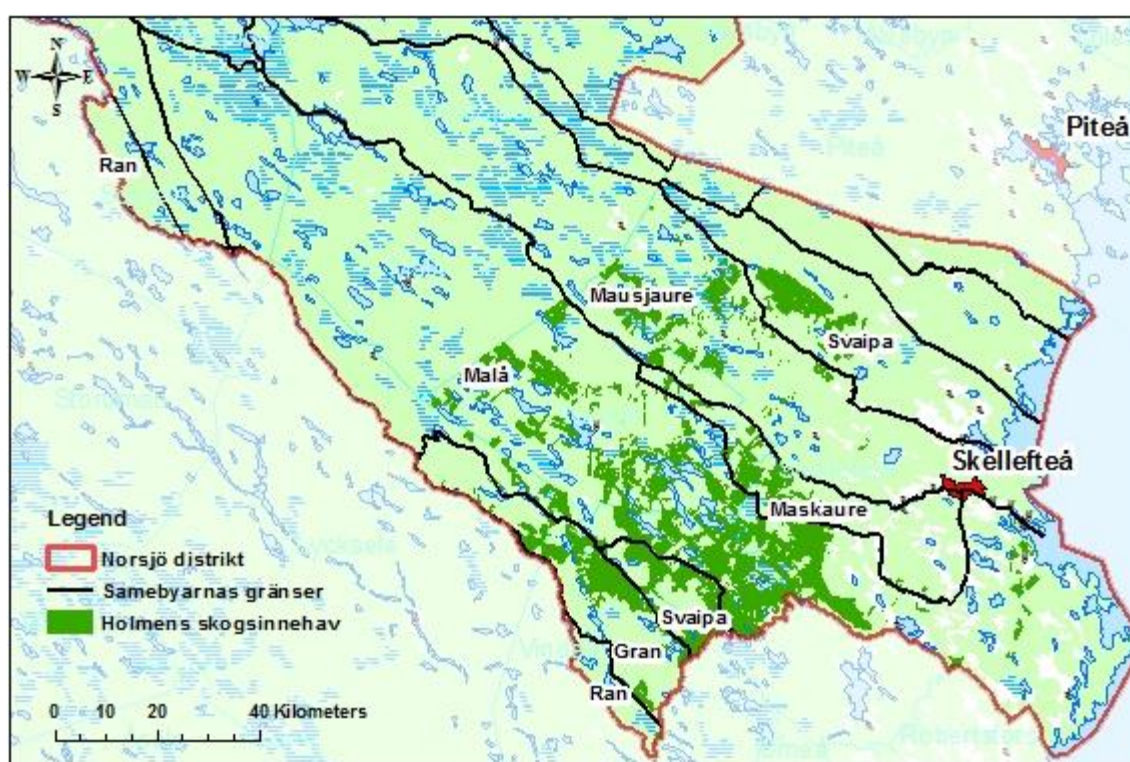 N
W E
S
Piteå
Piteå
Ran
Mausjaure
Svaipa
Malå
Skellefteå
Maskaure
Legend
Norsjö distrikt
Samebyarnas gränser
Holmens skogsinnehav
Svaipa
Gran
Ran
0 10 20 40 Kilometers